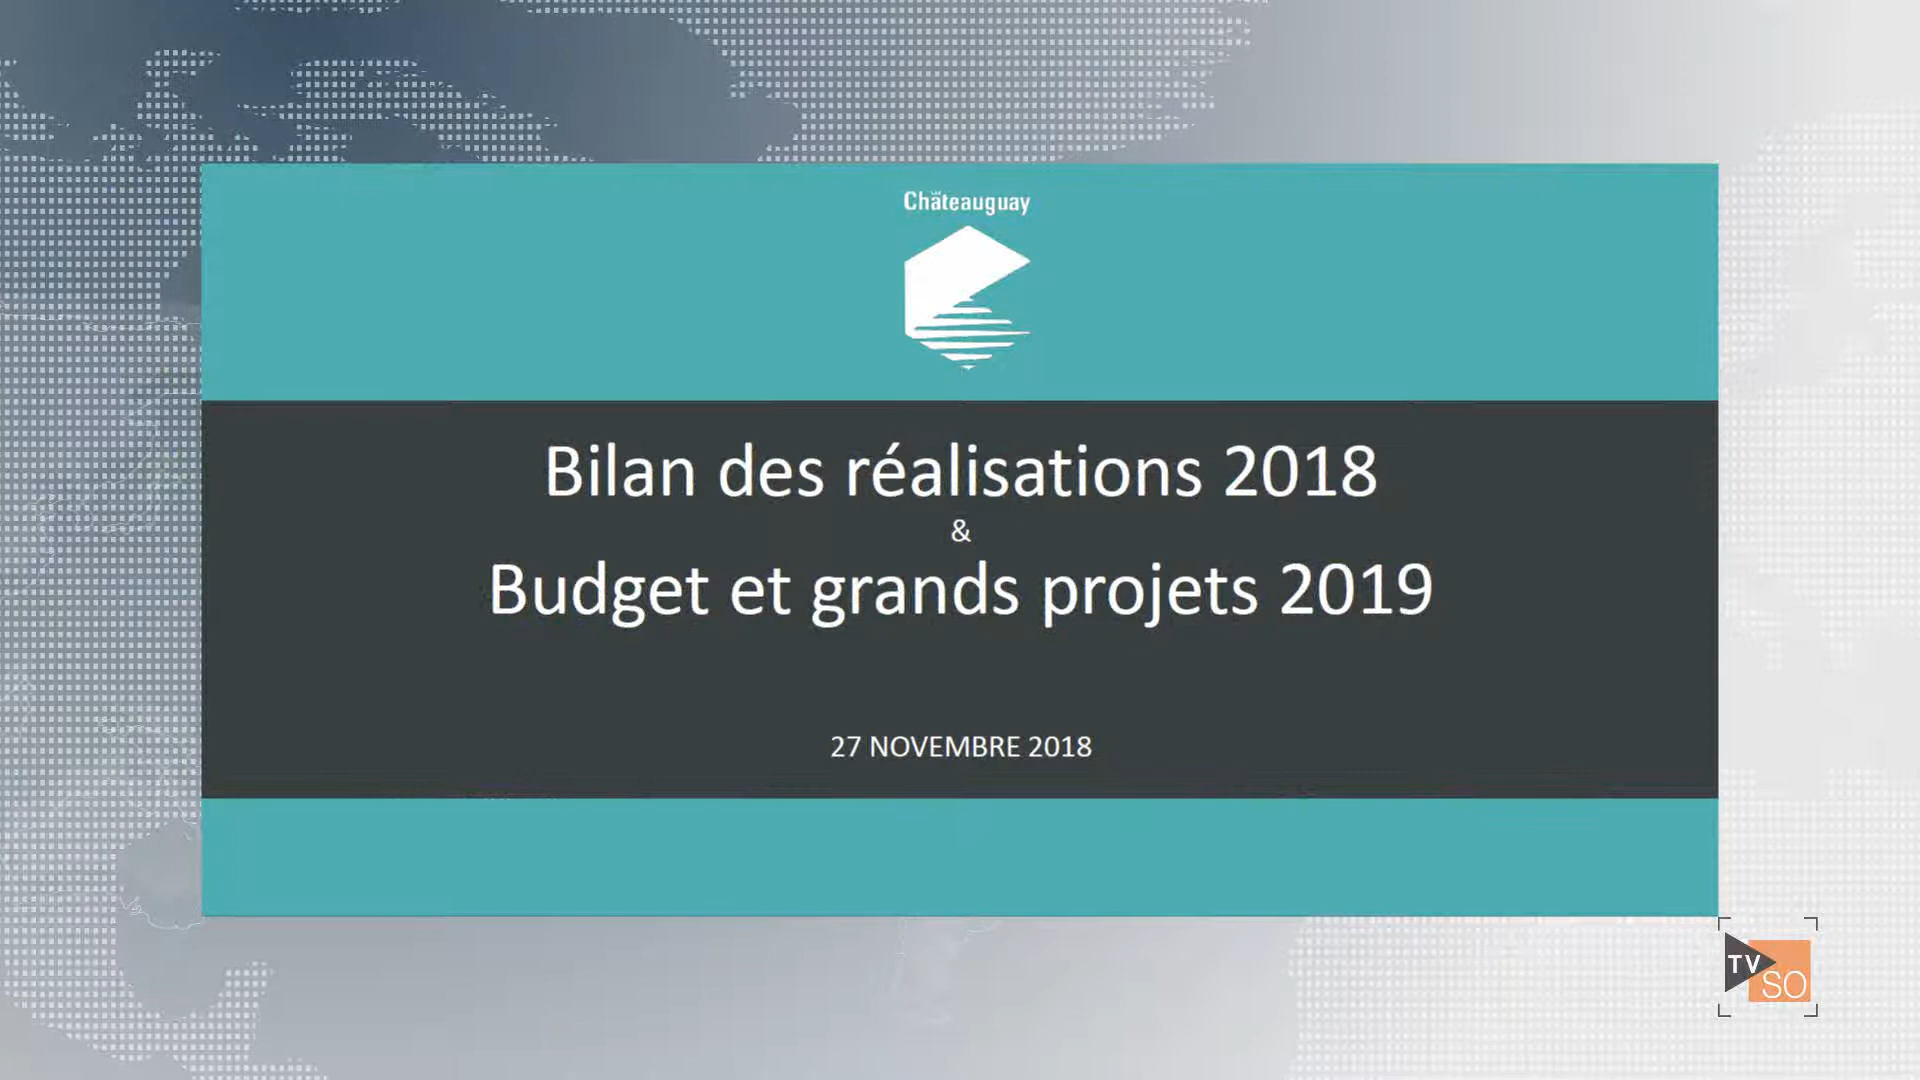 Châteauguay
Bilan des réalisations 2018
&
Budget et grands projets 2019
27 NOVEMBRE 2018
TV
SO